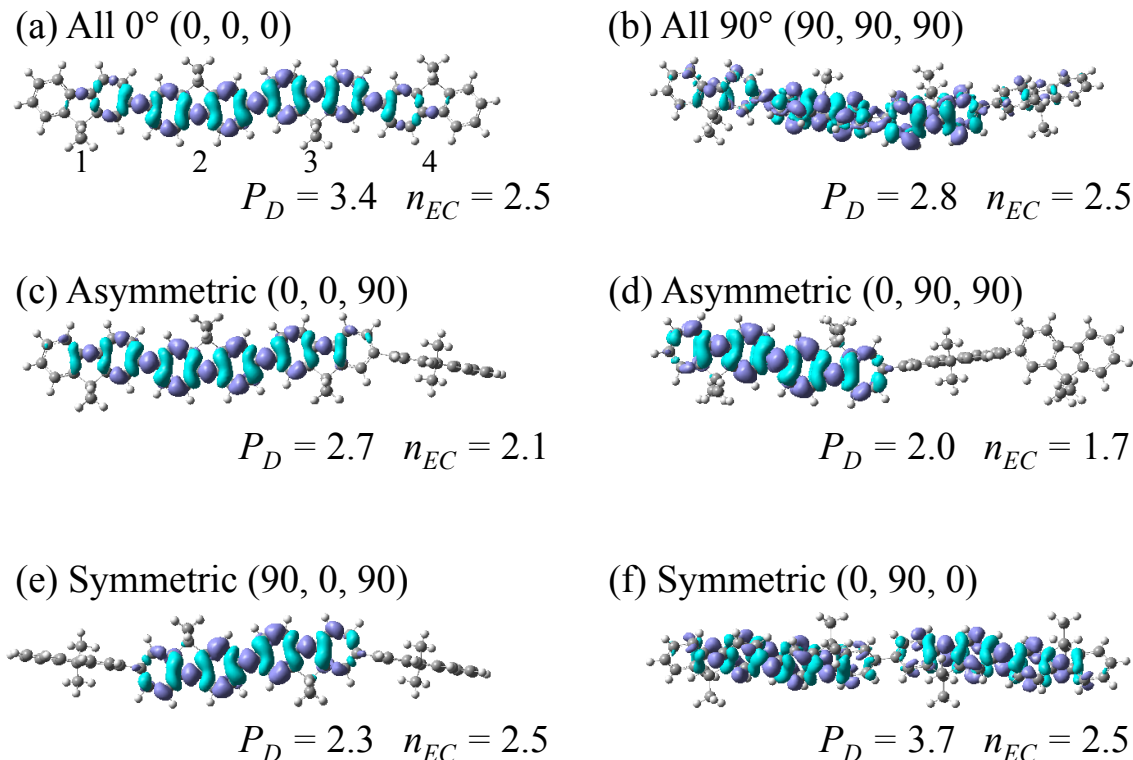 (a) All 0° (0, 0, 0)
1 2 3 4
P_D = 3.4 n_EC = 2.5
(b) All 90° (90, 90, 90)
P_D = 2.8 n_EC = 2.5
(c) Asymmetric (0, 0, 90)
P_D = 2.7 n_EC = 2.1
(d) Asymmetric (0, 90, 90)
P_D = 2.0 n_EC = 1.7
(e) Symmetric (90, 0, 90)
P_D = 2.3 n_EC = 2.5
(f) Symmetric (0, 90, 0)
P_D = 3.7 n_EC = 2.5